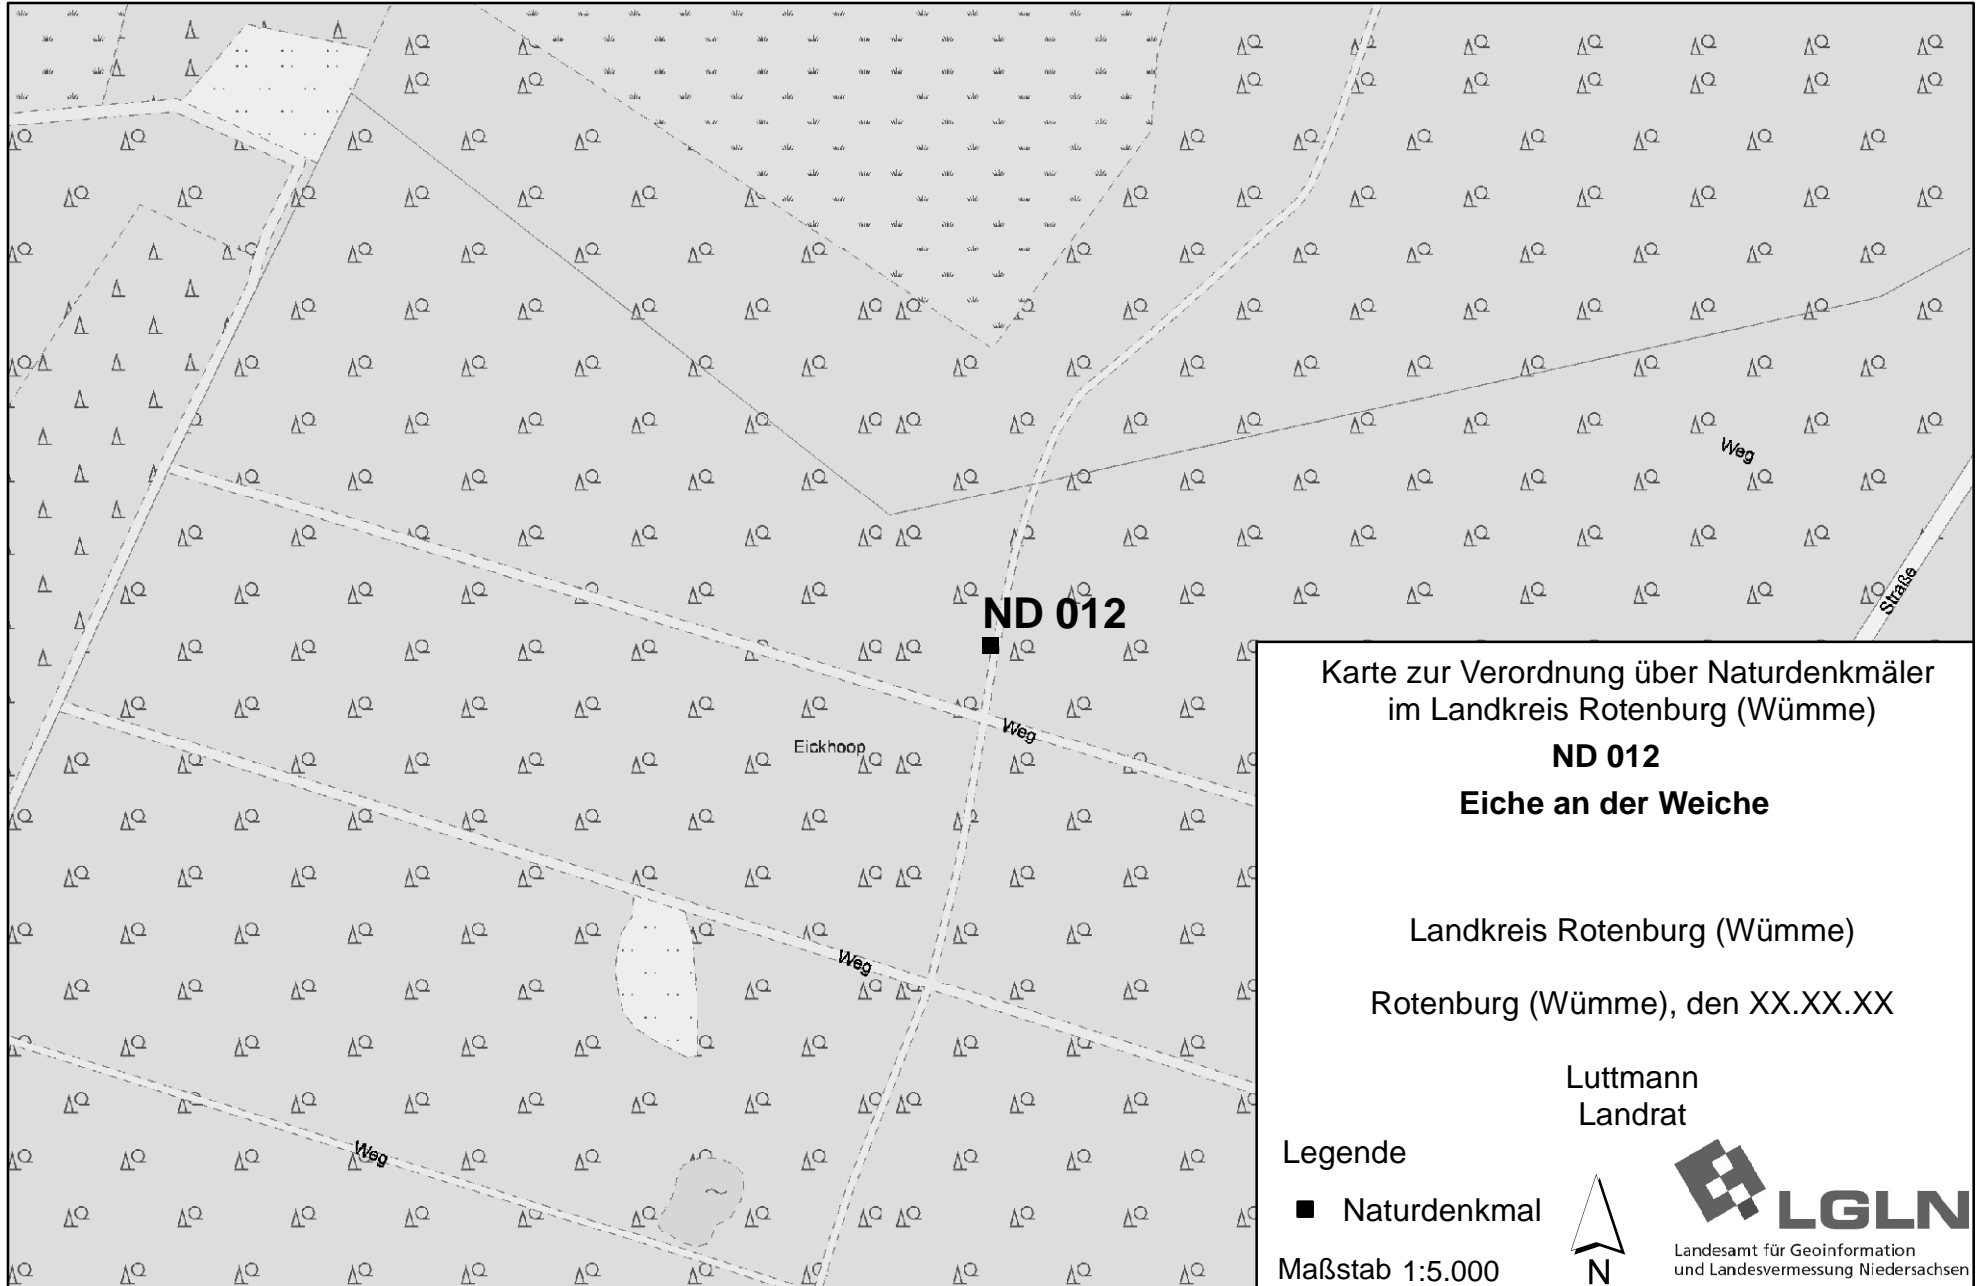 Weg
Straße
ND 012
Weg
Eickhoop
Weg
Weg
Karte zur Verordnung über Naturdenkmäler
im Landkreis Rotenburg (Wümme)
ND 012
Eiche an der Weiche
Landkreis Rotenburg (Wümme)
Rotenburg (Wümme), den XX.XX.XX
Luttmann
Landrat
Legende
Naturdenkmal
Maßstab 1:5.000
N
LGLN
Landesamt für Geoinformation
und Landesvermessung Niedersachsen